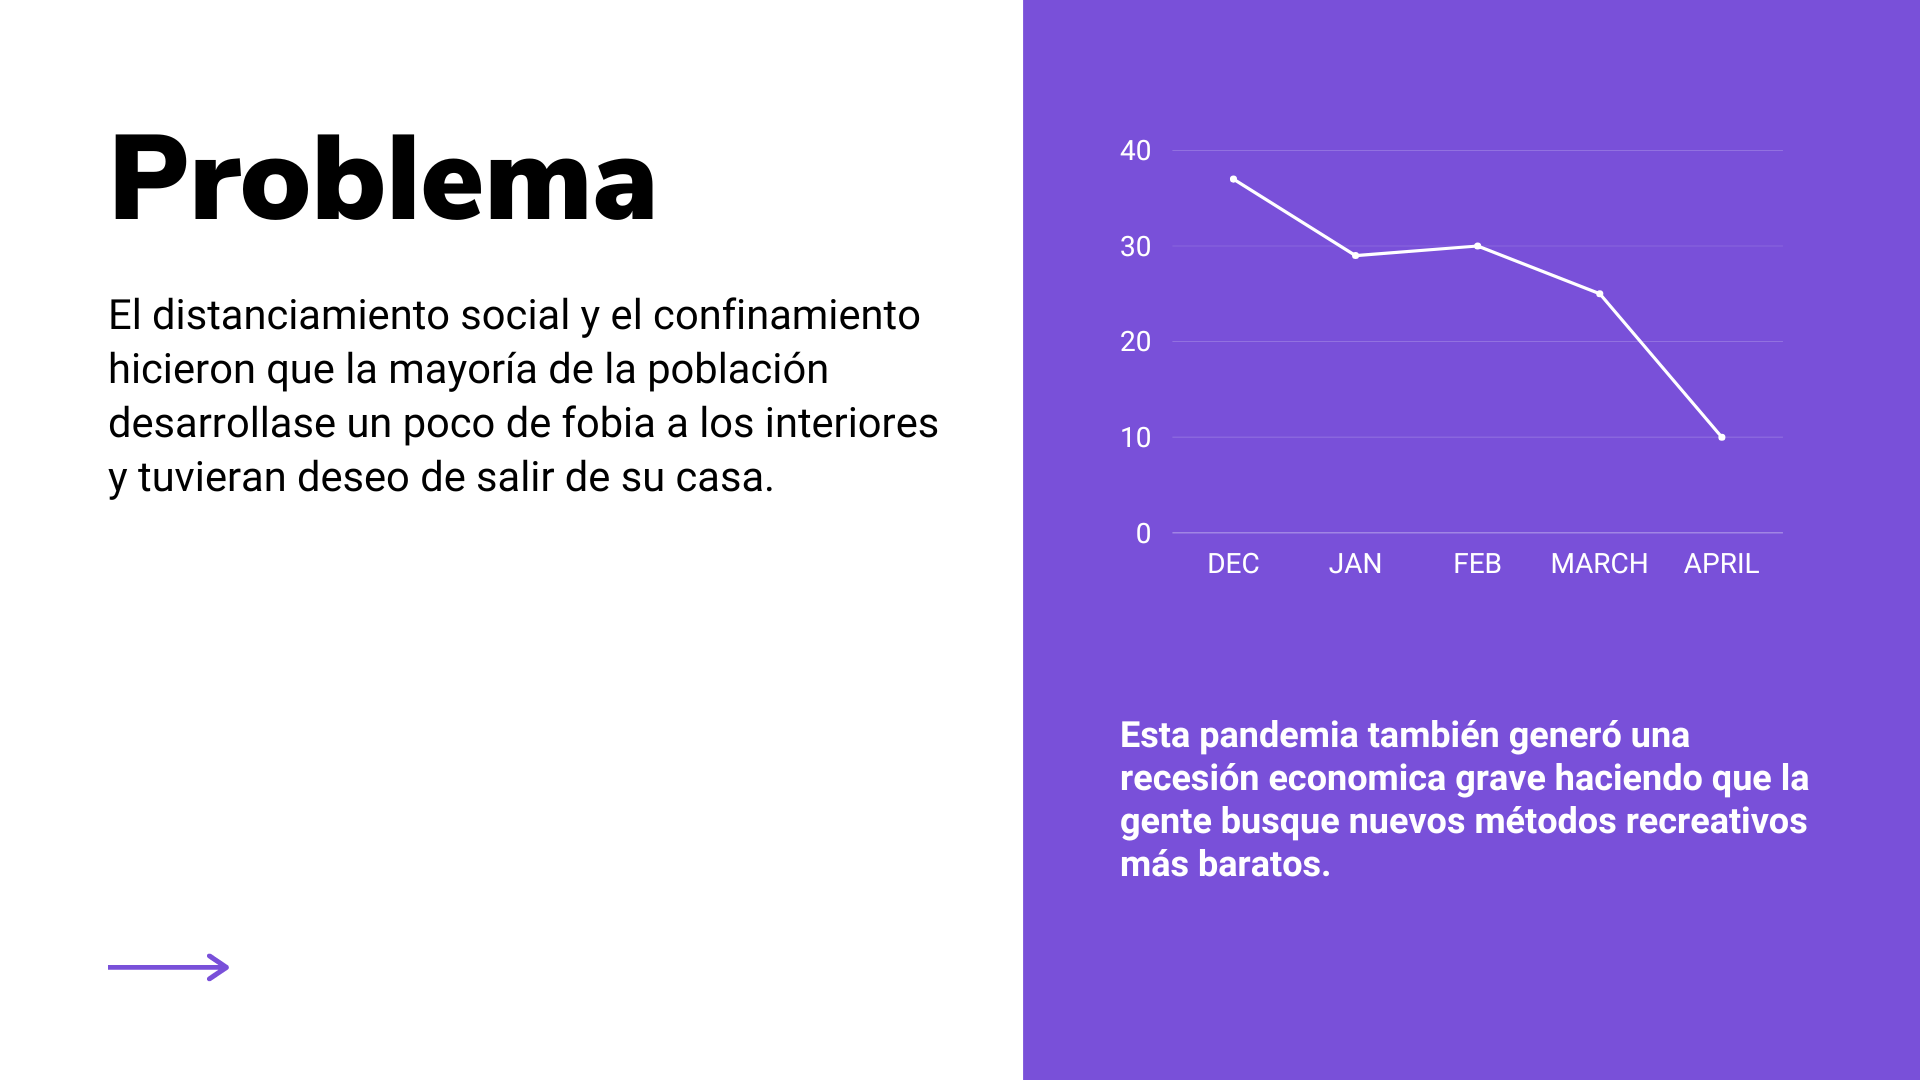 Problema
El distanciamiento social y el confinamiento
hicieron que la mayoría de la población
desarrollase un poco de fobia a los interiores
y tuvieran deseo de salir de su casa.
40
30
20
10
0
DEC JAN FEB MARCH APRIL
Esta pandemia también generó una
recesión economica grave haciendo que la
gente busque nuevos métodos recreativos
más baratos.